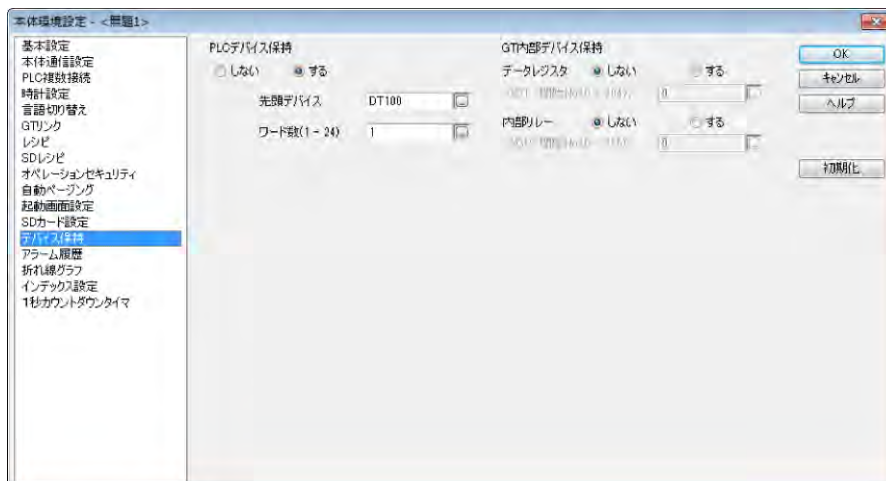 本体環境設定 - <無題1>
基本設定
本体通信設定
PLC複数接続
時計設定
言語切り替え
GTリンク
レシピ
SDレシピ
オペレーションセキュリティ
自動ページング
起動画面設定
SDカード設定
デバイス保持
アラーム履歴
折れ線グラフ
インデックス設定
1秒カウントダウンタイマ
PLCデバイス保持
しない する
先頭デバイス DT100
ワード数(1 - 24) 1
GT内部デバイス保持
データレジスタ しない する
0
内部リレー しない する
0
OK
キャンセル
ヘルプ
初期化